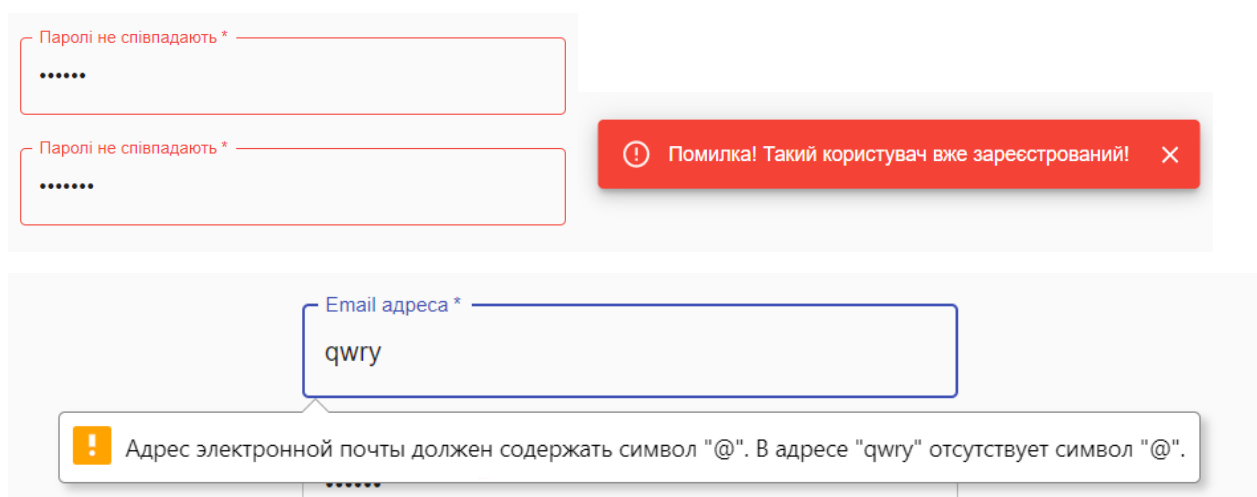 Паролі не співпадають *
••••••
Паролі не співпадають *
•••••••
Помилка! Такий користувач вже зареєстрований!
Email адреса *
qwry
Адрес электронной почты должен содержать символ "@". В адресе "qwry" отсутствует символ "@".